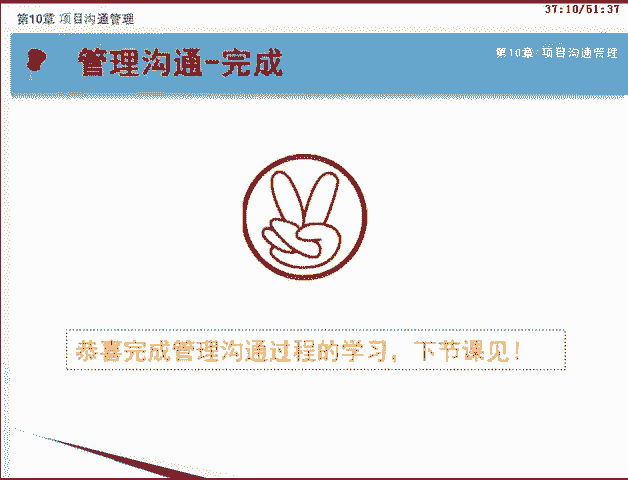 第10章 项目沟通管理
37:10/51:37
管理沟通-完成
第10章·项目沟通管理
恭喜完成管理沟通过程的学习，下节课见！